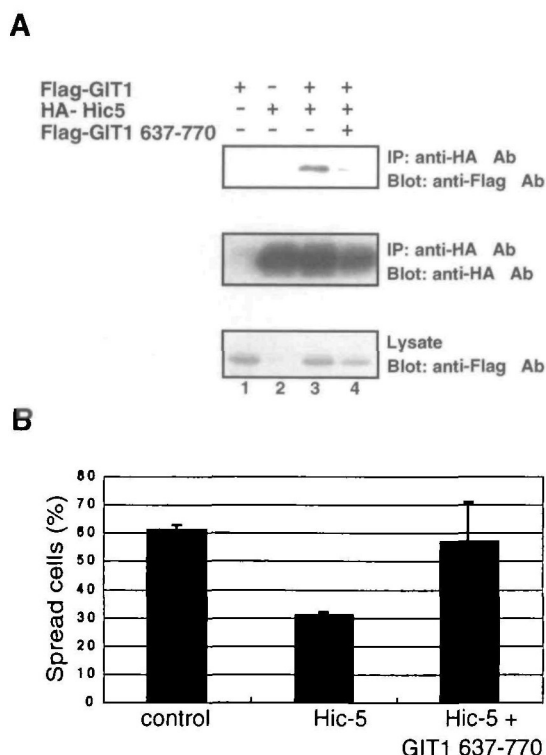 A
Flag-GIT1 + - + +
HA- Hic5 - + + +
Flag-GIT1 637-770 - - - +
IP: anti-HA Ab
Blot: anti-Flag Ab
IP: anti-HA Ab
Blot: anti-HA Ab
Lysate
Blot: anti-Flag Ab
1 2 3 4
B
80
70
60
50
40
30
20
10
0
Spread cells (%)
control Hic-5 Hic-5 +
GIT1 637-770